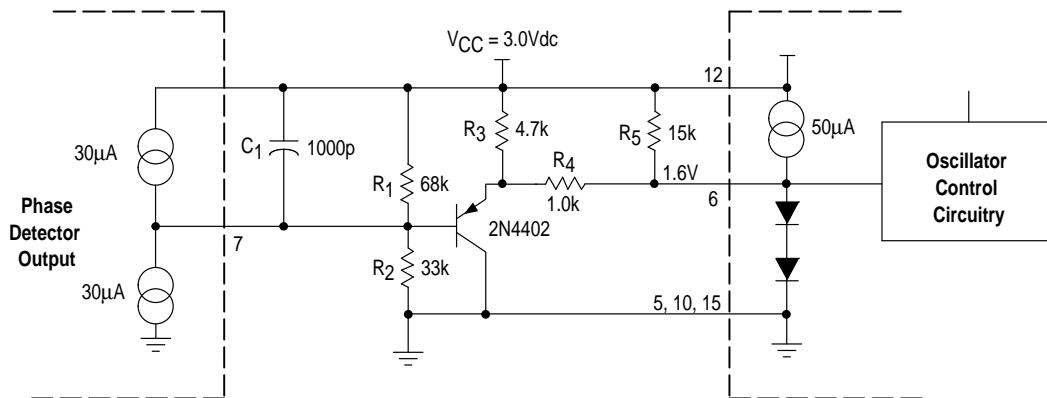 VCC = 3.0Vdc
12
30µA
C1
1000p
R3
4.7k
R5
15k
50µA
R1
68k
R4
1.0k
1.6V
6
Oscillator
Control
Circuitry
Phase
Detector
Output
7
2N4402
R2
33k
30µA
5, 10, 15